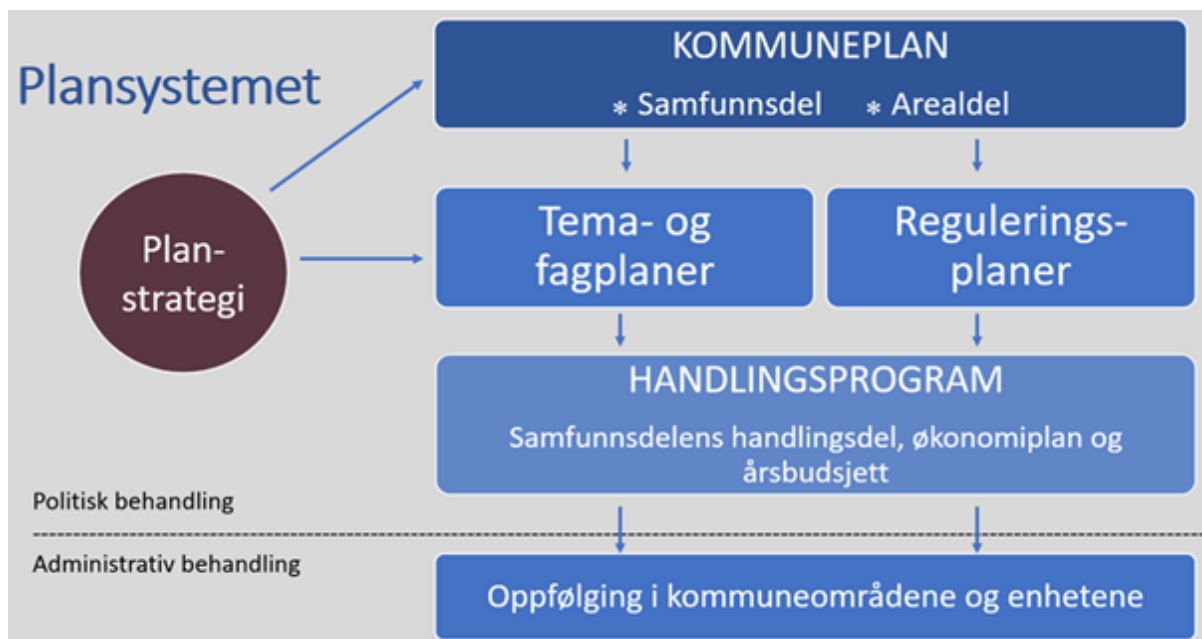 Plansystemet
KOMMUNEPLAN
* Samfunnsdel * Arealdel
Plan-
strategi
Tema- og
fagplaner
Regulerings-
planer
HANDLINGSPROGRAM
Samfunnsdelens handlingsdel, økonomiplan og
årsbudsjett
Politisk behandling
Administrativ behandling
Oppfølging i kommuneområdene og enhetene